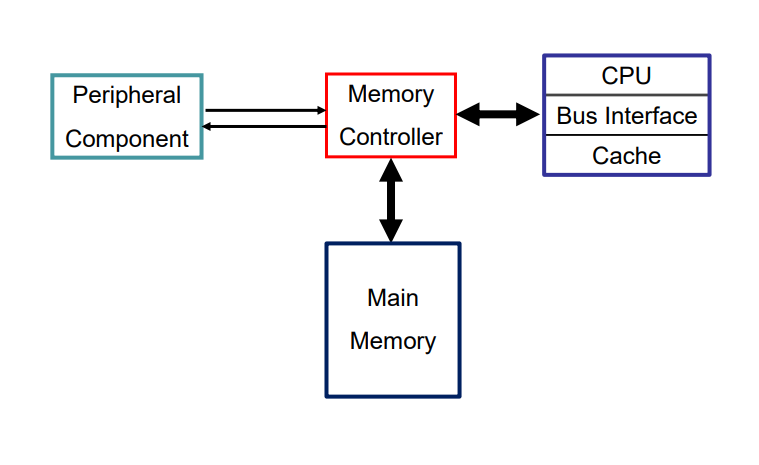 Peripheral
Component
Memory
Controller
CPU
Bus Interface
Cache
Main
Memory